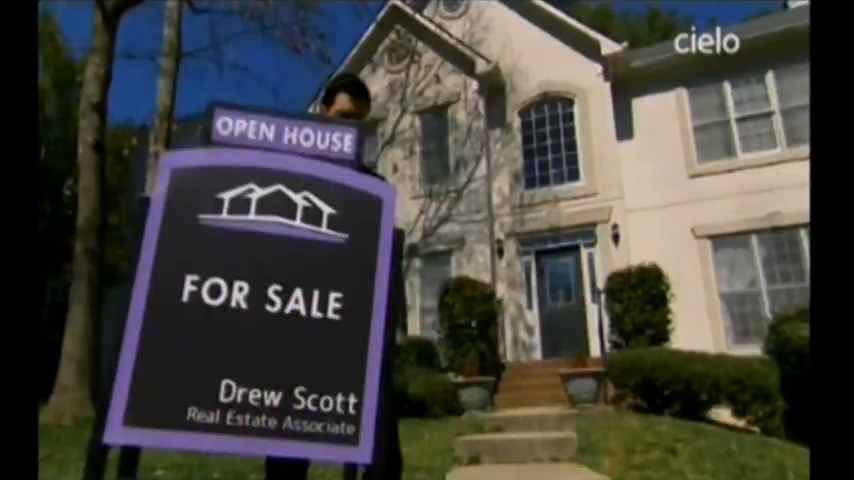 cielo
OPEN HOUSE
FOR SALE
Drew Scott
Real Estate Associate